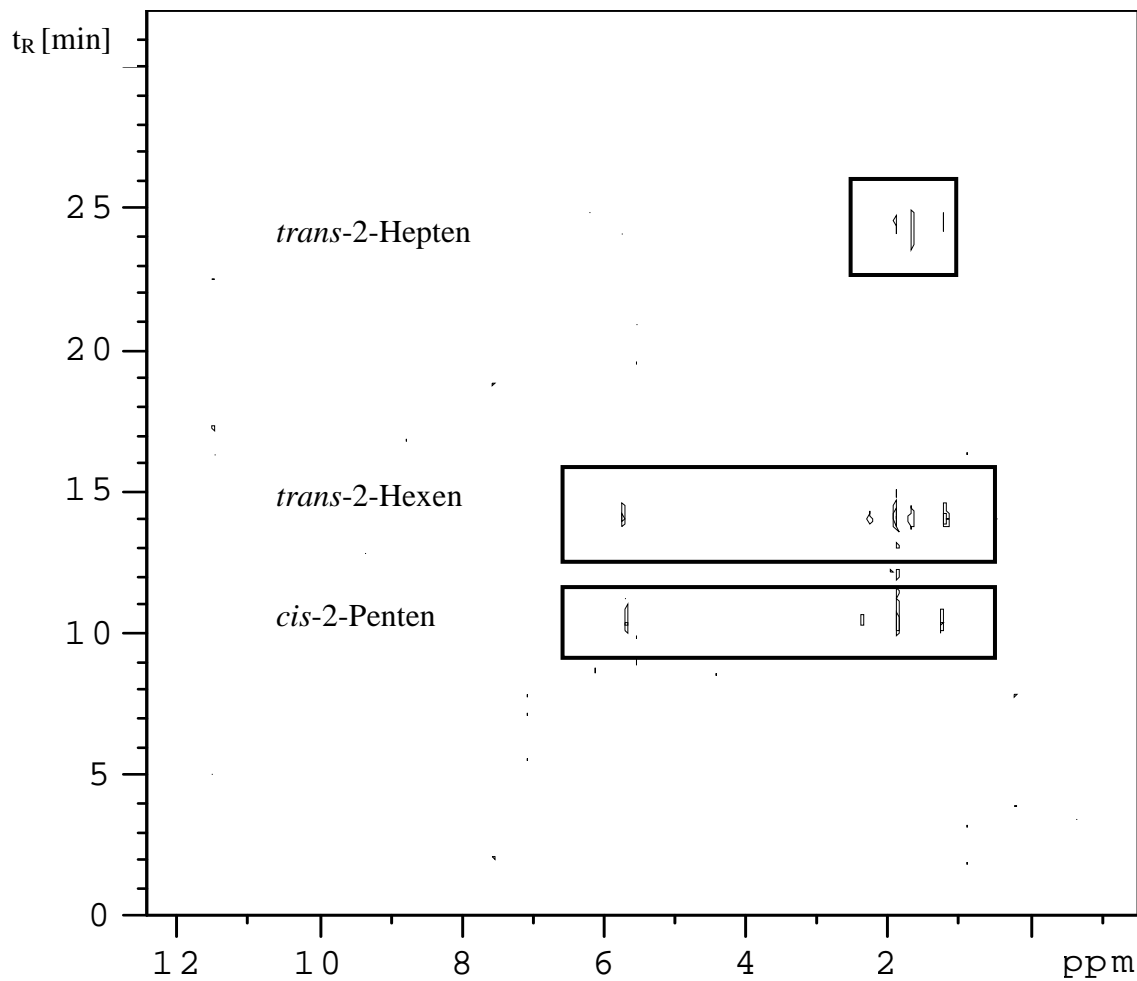 t_R [min]
25
trans-2-Hepten
20
15
trans-2-Hexen
10
cis-2-Penten
5
0
12 10 8 6 4 2 ppm